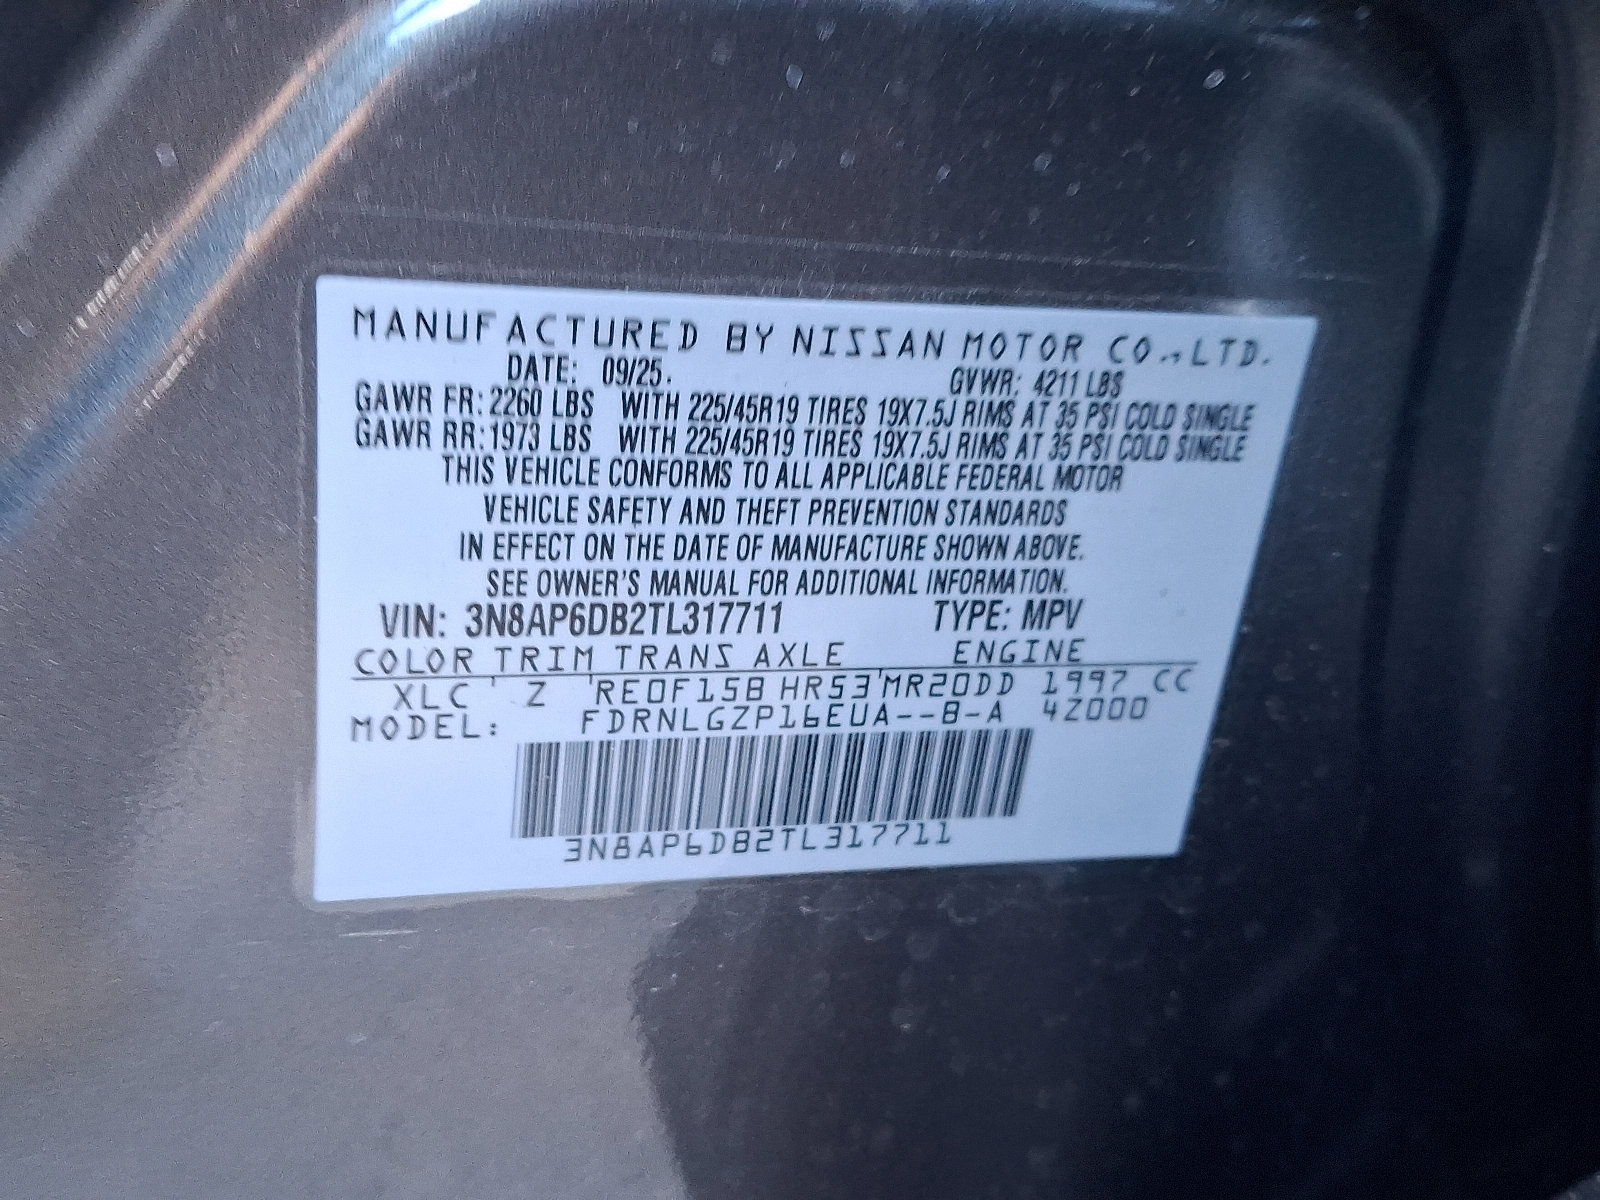 MANUFACTURED BY NISSAN MOTOR CO.,LTD.
DATE: 09/25. GVWR: 4211 LBS
GAWR FR: 2260 LBS WITH 225/45R19 TIRES 19X7.5J RIMS AT 35 PSI COLD SINGLE
GAWR RR: 1973 LBS WITH 225/45R19 TIRES 19X7.5J RIMS AT 35 PSI COLD SINGLE
THIS VEHICLE CONFORMS TO ALL APPLICABLE FEDERAL MOTOR
VEHICLE SAFETY AND THEFT PREVENTION STANDARDS
IN EFFECT ON THE DATE OF MANUFACTURE SHOWN ABOVE.
SEE OWNER'S MANUAL FOR ADDITIONAL INFORMATION.
VIN: 3N8AP6DB2TL317711 TYPE: MPV
COLOR TRIM TRANS AXLE ENGINE
XLC ' Z 'RE0F15B HR53'MR20DD 1997 CC
MODEL: FDRNLGZP16EUA--B-A 4Z000
3N8AP6DB2TL317711